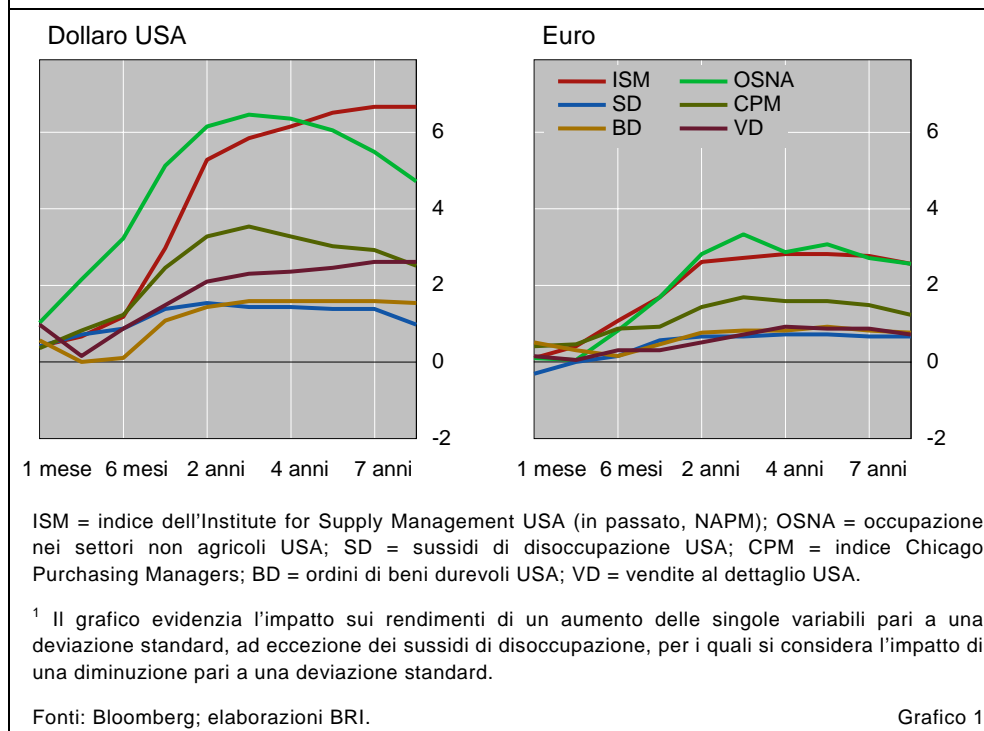 Dollaro USA
Euro
ISM
OSNA
SD
CPM
BD
VD
6
4
2
0
-2
6
4
2
0
-2
1 mese 6 mesi 2 anni 4 anni 7 anni
1 mese 6 mesi 2 anni 4 anni 7 anni
ISM = indice dell’Institute for Supply Management USA (in passato, NAPM); OSNA = occupazione
nei settori non agricoli USA; SD = sussidi di disoccupazione USA; CPM = indice Chicago
Purchasing Managers; BD = ordini di beni durevoli USA; VD = vendite al dettaglio USA.
1 Il grafico evidenzia l’impatto sui rendimenti di un aumento delle singole variabili pari a una
deviazione standard, ad eccezione dei sussidi di disoccupazione, per i quali si considera l’impatto di
una diminuzione pari a una deviazione standard.
Fonti: Bloomberg; elaborazioni BRI.
Grafico 1